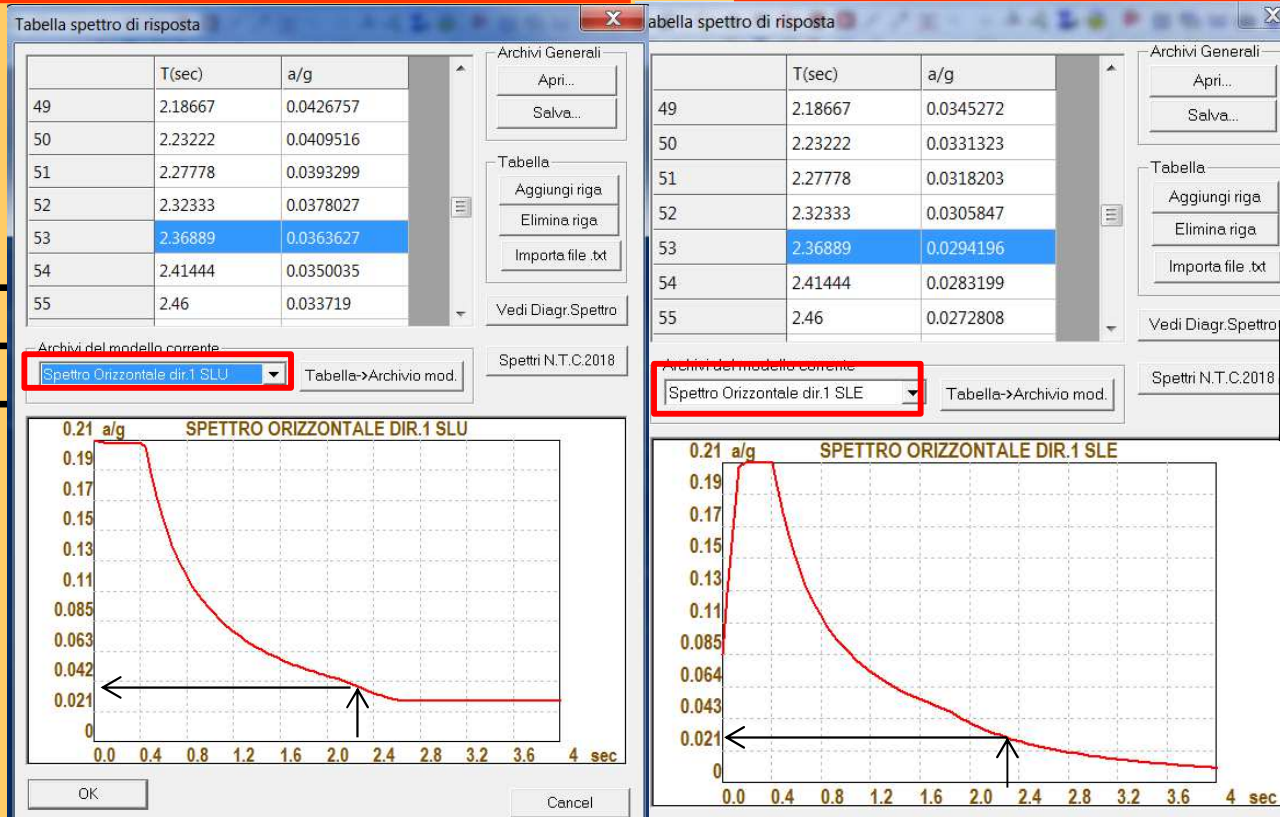 Tabella spettro di risposta
X
T(sec) a/g
49 2.18667 0.0426757
50 2.23222 0.0409516
51 2.27778 0.0393299
52 2.32333 0.0378027
53 2.36889 0.0363627
54 2.41444 0.0350035
55 2.46 0.033719
Archivi Generali
Apri...
Salva...
Tabella
Aggiungi riga
Elimina riga
Importa file .txt
Vedi Diagr.Spettro
Spettri N.T.C.2018
Archivi del modello corrente
Spettro Orizzontale dir.1 SLU
Tabella->Archivio mod.
0.21 a/g SPETTRO ORIZZONTALE DIR.1 SLU
0.19
0.17
0.15
0.13
0.11
0.085
0.063
0.042
0.021
0
0.0 0.4 0.8 1.2 1.6 2.0 2.4 2.8 3.2 3.6 4 sec
OK
Cancel
abella spettro di risposta
X
T(sec) a/g
49 2.18667 0.0345272
50 2.23222 0.0331323
51 2.27778 0.0318203
52 2.32333 0.0305847
53 2.36889 0.0294196
54 2.41444 0.0283199
55 2.46 0.0272808
Archivi Generali
Apri...
Salva...
Tabella
Aggiungi riga
Elimina riga
Importa file .txt
Vedi Diagr.Spettro
Spettri N.T.C.2018
Archivi del modello corrente
Spettro Orizzontale dir.1 SLE
Tabella->Archivio mod.
0.21 a/g SPETTRO ORIZZONTALE DIR.1 SLE
0.19
0.17
0.15
0.13
0.11
0.085
0.064
0.043
0.021
0
0.0 0.4 0.8 1.2 1.6 2.0 2.4 2.8 3.2 3.6 4 sec